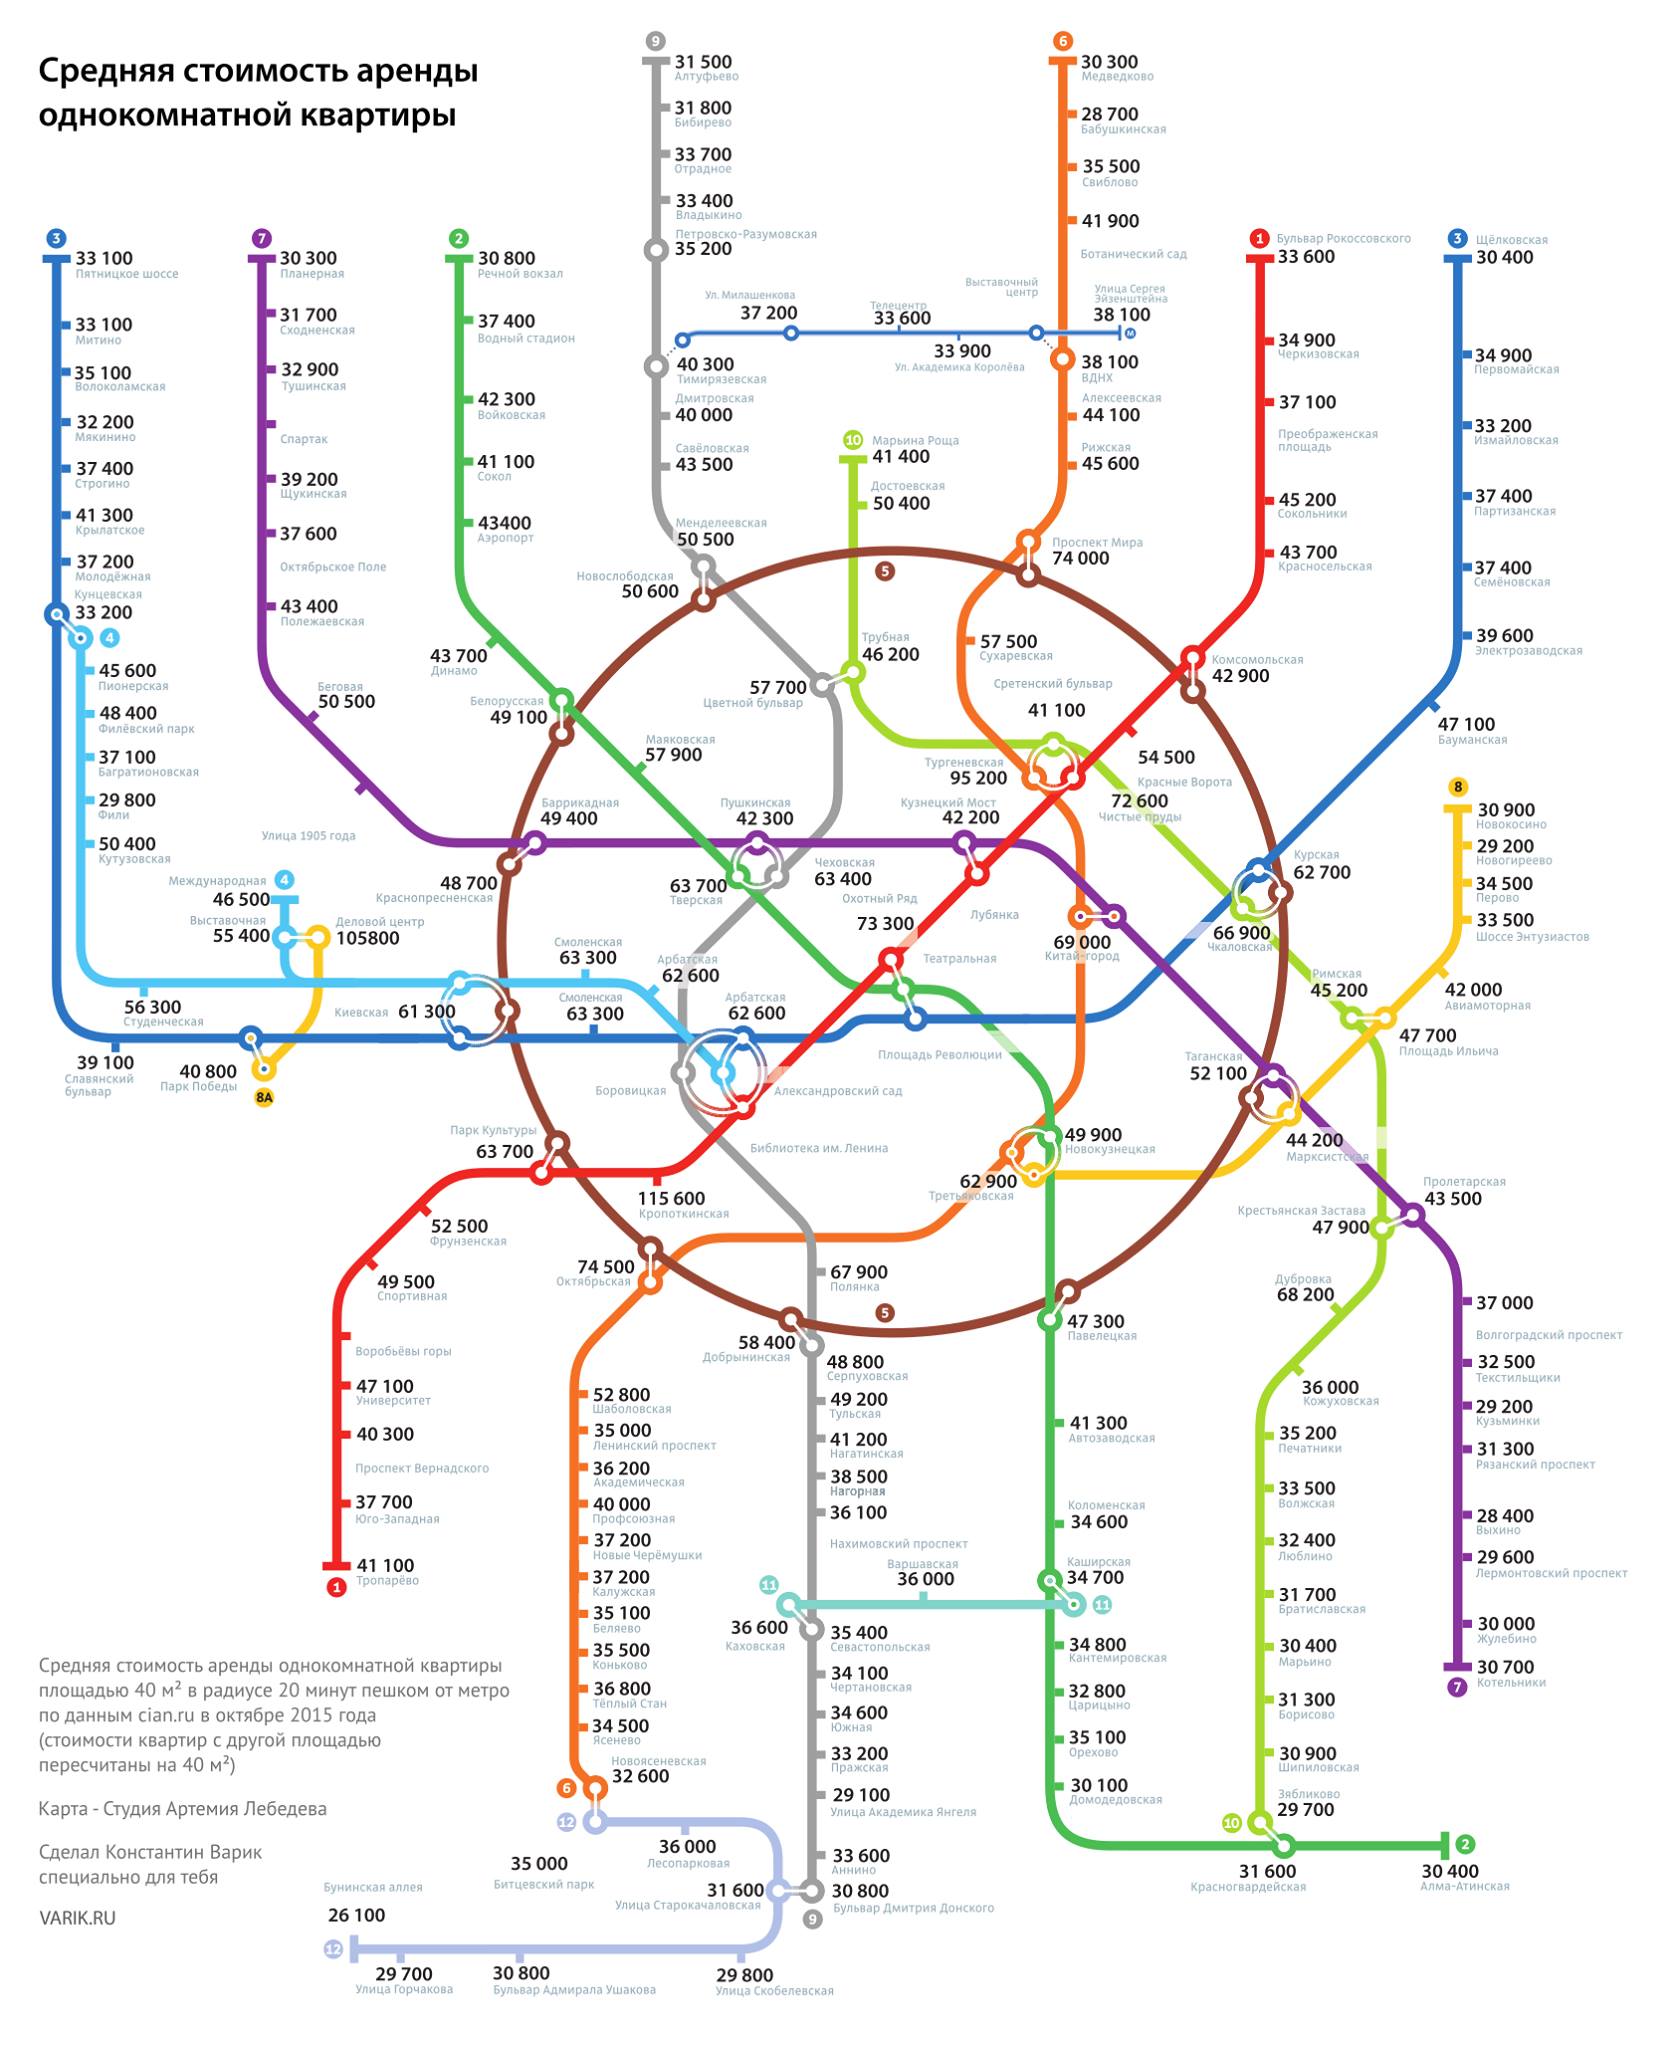 Средняя стоимость аренды
однокомнатной квартиры
9
31 500
Алтуфьево
31 800
Бибирево
33 700
Отрадное
33 400
Владыкино
Петровско-Разумовская
35 200
40 300
Тимирязевская
Дмитровская
40 000
Савёловская
43 500
Менделеевская
50 500
6
30 300
Медведково
28 700
Бабушкинская
35 500
Свиблово
41 900
Ботанический сад
38 100
ВДНХ
Алексеевская
44 100
Рижская
45 600
Проспект Мира
74 000
Ул. Милашенкова
37 200
Телецентр
33 600
33 900
Ул. Академика Королёва
Выставочный
центр
Улица Сергея
Эйзенштейна
38 100
М
3
33 100
Пятницкое шоссе
33 100
Митино
35 100
Волоколамская
32 200
Мякинино
37 400
Строгино
41 300
Крылатское
37 200
Молодёжная
Кунцевская
33 200
4
45 600
Пионерская
48 400
Филёвский парк
37 100
Багратионовская
29 800
Фили
50 400
Кутузовская
56 300
Студенческая
39 100
Славянский
бульвар
40 800
Парк Победы
8А
7
30 300
Планерная
31 700
Сходненская
32 900
Тушинская
Спартак
39 200
Щукинская
37 600
Октябрьское Поле
43 400
Полежаевская
Беговая
50 500
Улица 1905 года
2
30 800
Речной вокзал
37 400
Водный стадион
42 300
Войковская
41 100
Сокол
43400
Аэропорт
43 700
Динамо
Белорусская
49 100
Маяковская
57 900
10
Марьина Роща
41 400
Достоевская
50 400
Трубная
46 200
1
Бульвар Рокоссовского
33 600
34 900
Черкизовская
37 100
Преображенская
площадь
45 200
Сокольники
43 700
Красносельская
Комсомольская
42 900
3
Щёлковская
30 400
34 900
Первомайская
33 200
Измайловская
37 400
Партизанская
37 400
Семёновская
39 600
Электрозаводская
47 100
Бауманская
5
Новослободская
50 600
57 700
Цветной бульвар
57 500
Сухаревская
Сретенский бульвар
41 100
Тургеневская
95 200
54 500
Красные Ворота
72 600
Чистые пруды
Баррикадная
49 400
Пушкинская
42 300
Кузнецкий Мост
42 200
48 700
Краснопресненская
63 700
Тверская
Чеховская
63 400
Охотный Ряд
73 300
Лубянка
69 000
Китай-город
Театральная
Площадь Революции
Курская
62 700
66 900
Чкаловская
8
30 900
Новокосино
29 200
Новогиреево
34 500
Перово
33 500
Шоссе Энтузиастов
42 000
Авиамоторная
Римская
45 200
47 700
Площадь Ильича
4
Международная
46 500
Выставочная
55 400
Деловой центр
105800
Киевская
61 300
Смоленская
63 300
Смоленская
63 300
Арбатская
62 600
Арбатская
62 600
Боровицкая
Александровский сад
Библиотека им. Ленина
Таганская
52 100
44 200
Марксистская
Пролетарская
43 500
Крестьянская Застава
47 900
Дубровка
68 200
36 000
Кожуховская
35 200
Печатники
33 500
Волжская
32 400
Люблино
31 700
Братиславская
30 400
Марьино
31 300
Борисово
30 900
Шипиловская
Зябликово
29 700
10
37 000
Волгоградский проспект
32 500
Текстильщики
29 200
Кузьминки
31 300
Рязанский проспект
28 400
Выхино
29 600
Лермонтовский проспект
30 000
Жулебино
30 700
Котельники
7
Парк Культуры
63 700
115 600
Кропоткинская
52 500
Фрунзенская
49 500
Спортивная
Воробьёвы горы
47 100
Университет
40 300
Проспект Вернадского
37 700
Юго-Западная
41 100
Тропарёво
1
49 900
Новокузнецкая
62 900
Третьяковская
74 500
Октябрьская
52 800
Шаболовская
35 000
Ленинский проспект
36 200
Академическая
40 000
Профсоюзная
37 200
Новые Черёмушки
37 200
Калужская
35 100
Беляево
35 500
Коньково
36 800
Тёплый Стан
34 500
Ясенево
Новоясеневская
32 600
6
12
67 900
Полянка
5
58 400
Добрынинская
48 800
Серпуховская
49 200
Тульская
41 200
Нагатинская
38 500
Нагорная
36 100
Нахимовский проспект
11
36 600
Каховская
Варшавская
36 000
11
35 400
Севастопольская
34 100
Чертановская
34 600
Южная
33 200
Пражская
29 100
Улица Академика Янгеля
33 600
Аннино
30 800
Бульвар Дмитрия Донского
9
47 300
Павелецкая
41 300
Автозаводская
Коломенская
34 600
Каширская
34 700
34 800
Кантемировская
32 800
Царицыно
35 100
Орехово
30 100
Домодедовская
31 600
Красногвардейская
30 400
Алма-Атинская
2
36 000
Лесопарковая
35 000
Битцевский парк
31 600
Улица Старокачаловская
Бунинская аллея
26 100
12
29 700
Улица Горчакова
30 800
Бульвар Адмирала Ушакова
29 800
Улица Скобелевская
Средняя стоимость аренды однокомнатной квартиры
площадью 40 м² в радиусе 20 минут пешком от метро
по данным cian.ru в октябре 2015 года
(стоимости квартир с другой площадью
пересчитаны на 40 м²)
Карта - Студия Артемия Лебедева
Сделал Константин Варик
специально для тебя
VARIK.RU